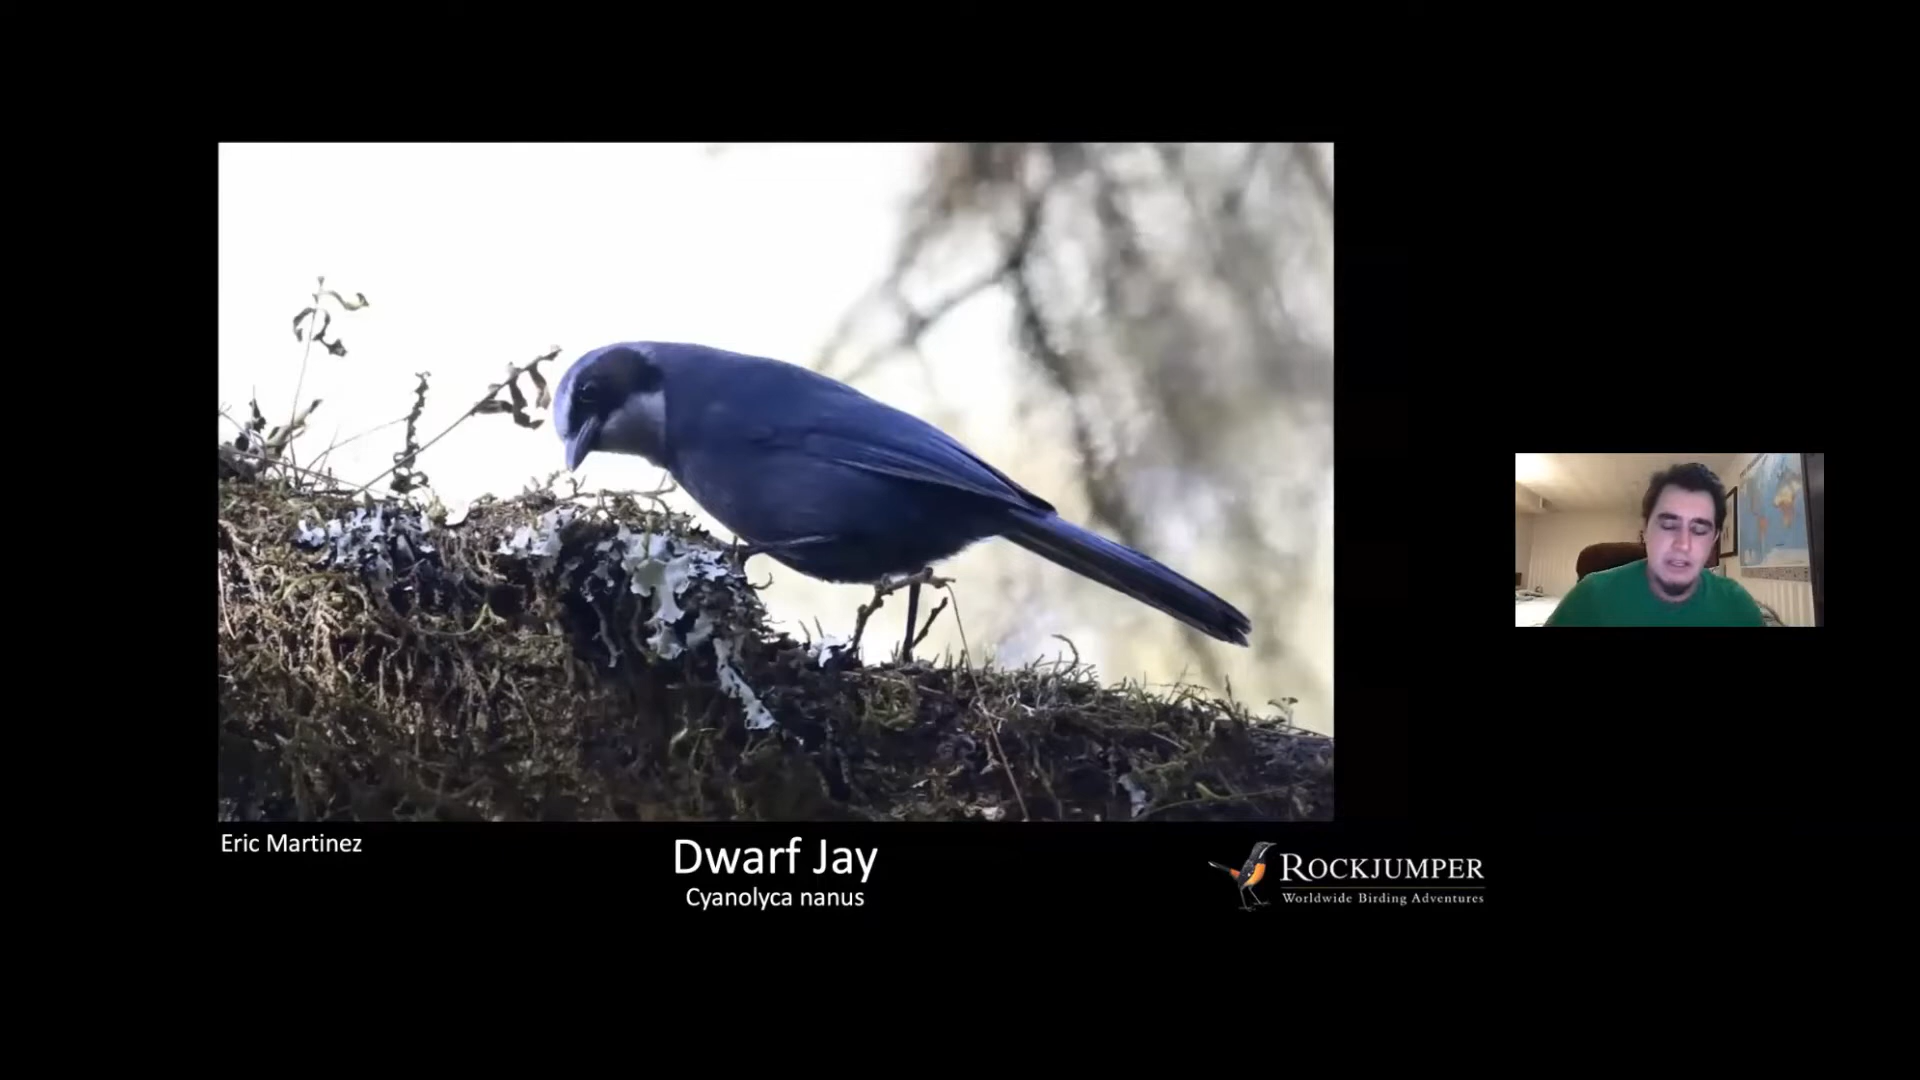 Eric Martinez
Dwarf Jay
Cyanolyca nanus
ROCKJUMPER
Worldwide Birding Adventures